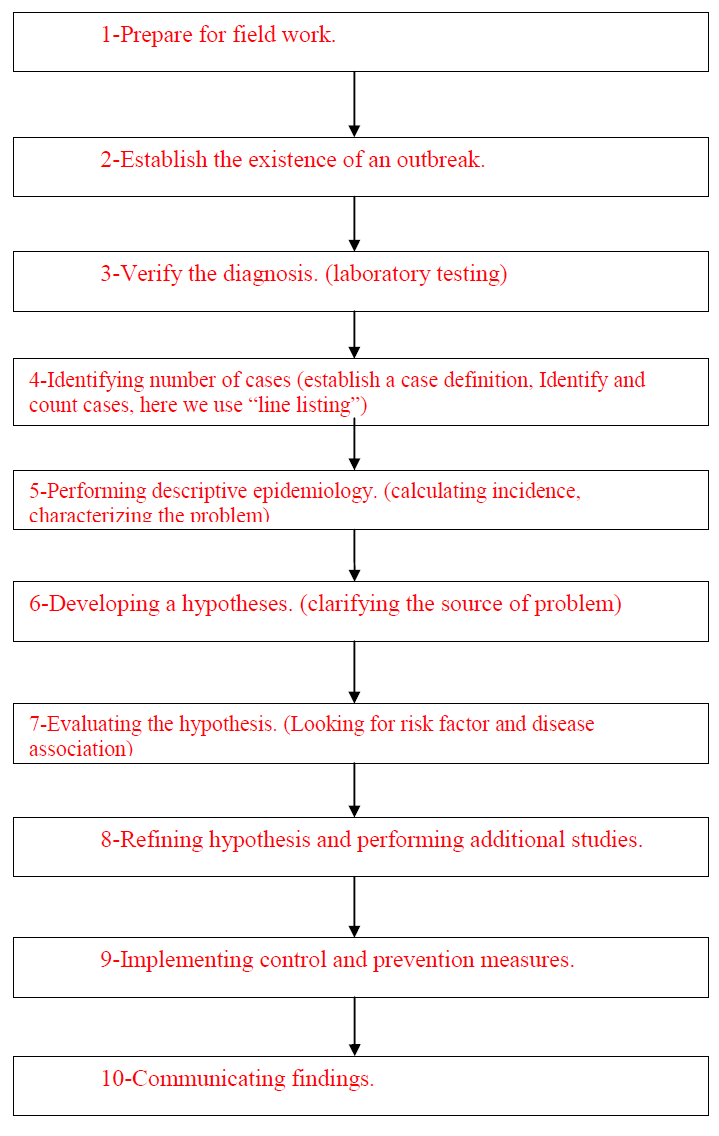 1-Prepare for field work.
2-Establish the existence of an outbreak.
3-Verify the diagnosis. (laboratory testing)
4-Identifying number of cases (establish a case definition, Identify and
count cases, here we use “line listing”)
5-Performing descriptive epidemiology. (calculating incidence,
characterizing the problem)
6-Developing a hypotheses. (clarifying the source of problem)
7-Evaluating the hypothesis. (Looking for risk factor and disease
association)
8-Refining hypothesis and performing additional studies.
9-Implementing control and prevention measures.
10-Communicating findings.